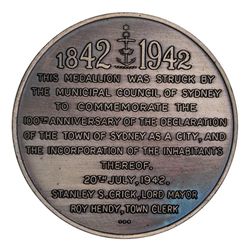 1842 1942
THIS MEDALLION WAS STRUCK BY
THE MUNICIPAL COUNCIL OF SYDNEY
TO COMMEMORATE THE
100TH ANNIVERSARY OF THE DECLARATION
OF THE TOWN OF SYDNEY AS A CITY, AND
THE INCORPORATION OF THE INHABITANTS
THEREOF.
20TH JULY, 1942.
STANLEY S. CRICK, LORD MAYOR
ROY HENDY, TOWN CLERK